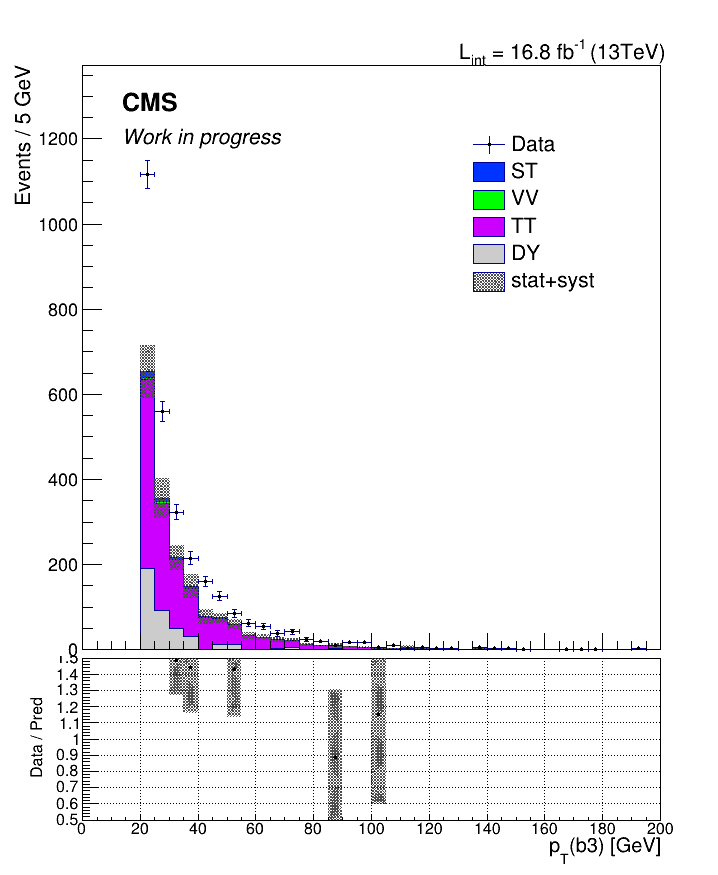 L_int = 16.8 fb^-1 (13TeV)
Events / 5 GeV
CMS
Work in progress
Data
ST
VV
TT
DY
stat+syst
1200
1000
800
600
400
200
0
Data / Pred
1.5
1.4
1.3
1.2
1.1
1
0.9
0.8
0.7
0.6
0.5
0 20 40 60 80 100 120 140 160 180 200
p_T(b3) [GeV]